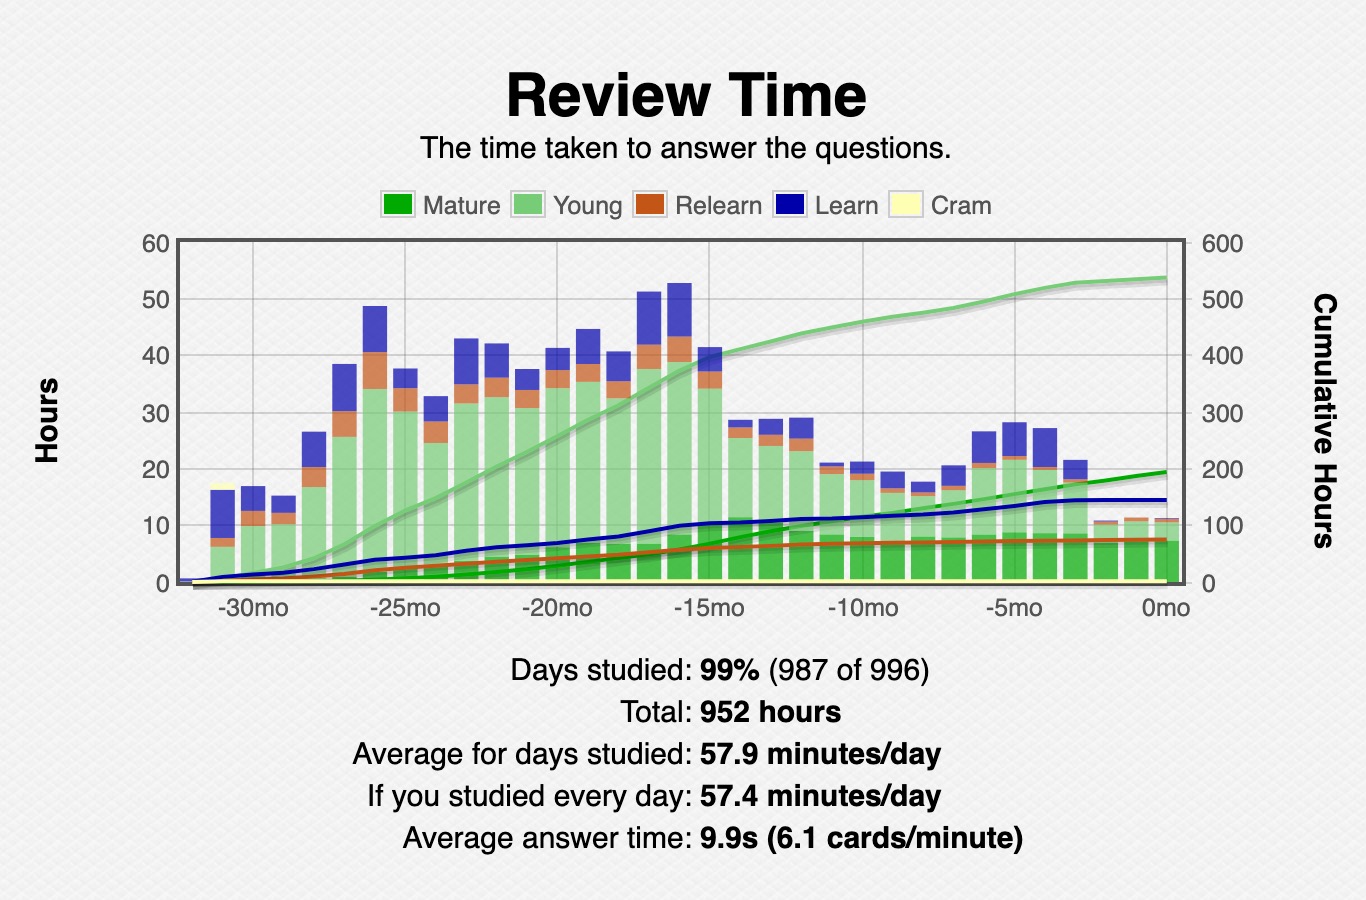 Review Time
The time taken to answer the questions.
Mature Young Relearn Learn Cram
60 600
50 500
40 400
30 300
20 200
10 100
0 0
Hours
Cumulative Hours
-30mo -25mo -20mo -15mo -10mo -5mo 0mo
Days studied: 99% (987 of 996)
Total: 952 hours
Average for days studied: 57.9 minutes/day
If you studied every day: 57.4 minutes/day
Average answer time: 9.9s (6.1 cards/minute)